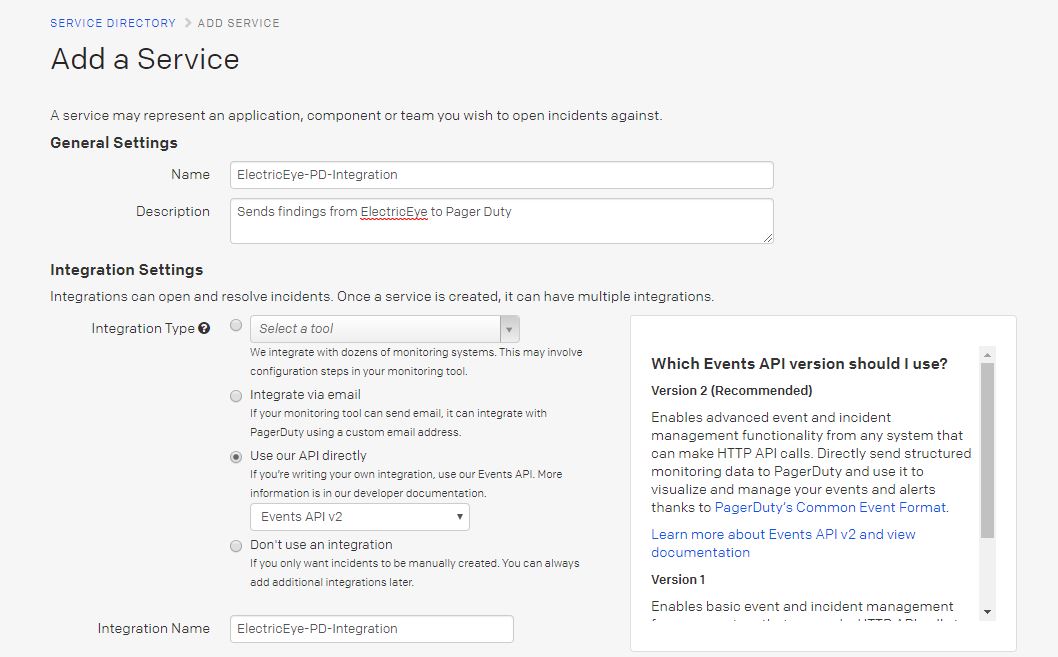 SERVICE DIRECTORY > ADD SERVICE
Add a Service
A service may represent an application, component or team you wish to open incidents against.
General Settings
Name
ElectricEye-PD-Integration
Description
Sends findings from ElectricEye to Pager Duty
Integration Settings
Integrations can open and resolve incidents. Once a service is created, it can have multiple integrations.
Integration Type ?
Select a tool
We integrate with dozens of monitoring systems. This may involve
configuration steps in your monitoring tool.
Integrate via email
If your monitoring tool can send email, it can integrate with
PagerDuty using a custom email address.
Use our API directly
If you're writing your own integration, use our Events API. More
information is in our developer documentation.
Events API v2
Don't use an integration
If you only want incidents to be manually created. You can always
add additional integrations later.
Integration Name
ElectricEye-PD-Integration
Which Events API version should I use?
Version 2 (Recommended)
Enables advanced event and incident
management functionality from any system that
can make HTTP API calls. Directly send structured
monitoring data to PagerDuty and use it to
visualize and manage your events and alerts
thanks to PagerDuty's Common Event Format.
Learn more about Events API v2 and view
documentation
Version 1
Enables basic event and incident management